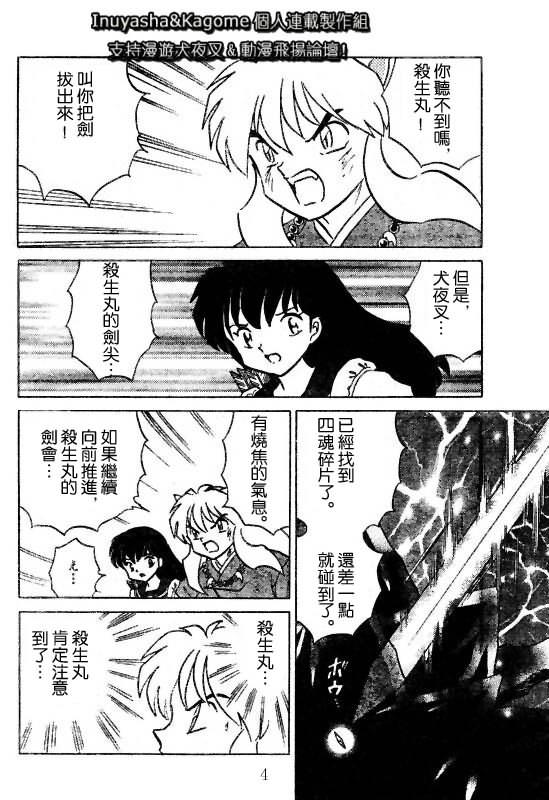 Inuyasha&Kagome 個人連載製作組
支持漫遊犬夜叉 & 動漫飛揚論壇!
你聽不到嗎,
殺生丸!
叫你把劍
拔出來!
但是,
犬夜叉…
殺生丸的劍尖…
已經找到
四魂碎片了。
還差一點
就碰到了。
ボウ…
有燒焦的氣息。
如果繼續
向前推進,
殺生丸的
劍會…
え…
殺生丸…
殺生丸
肯定注意
到了…
4